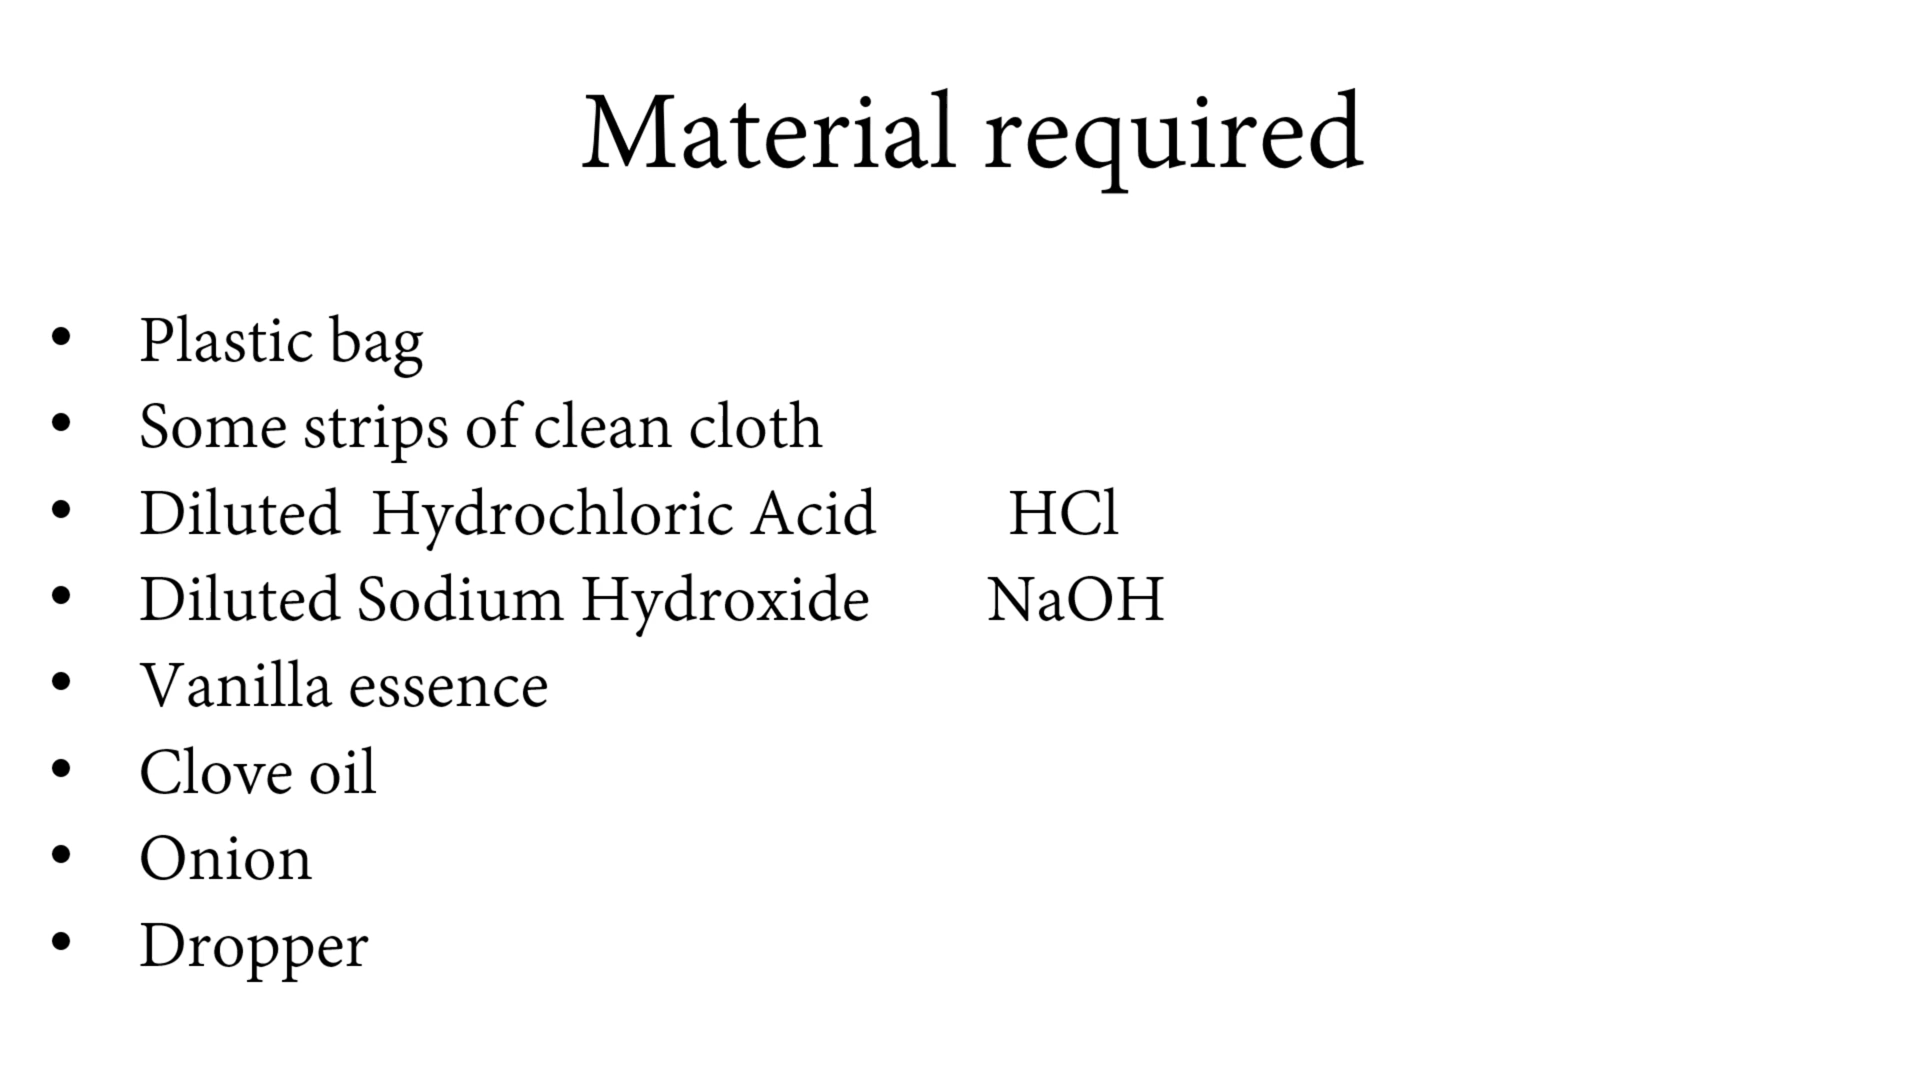 Material required
• Plastic bag
• Some strips of clean cloth
• Diluted  Hydrochloric Acid        HCl
• Diluted Sodium Hydroxide       NaOH
• Vanilla essence
• Clove oil
• Onion
• Dropper